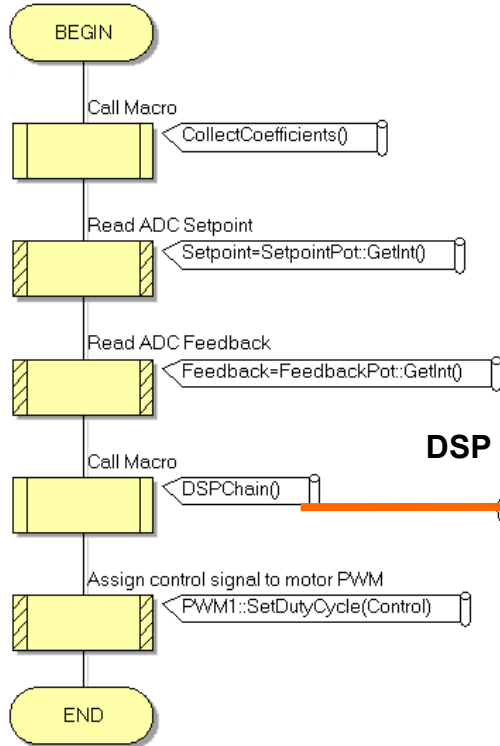 BEGIN
Call Macro
CollectCoefficients()
Read ADC Setpoint
Setpoint=SetpointPot::GetInt()
Read ADC Feedback
Feedback=FeedbackPot::GetInt()
DSP
Call Macro
DSPChain()
Assign control signal to motor PWM
PWM1::SetDutyCycle(Control)
END